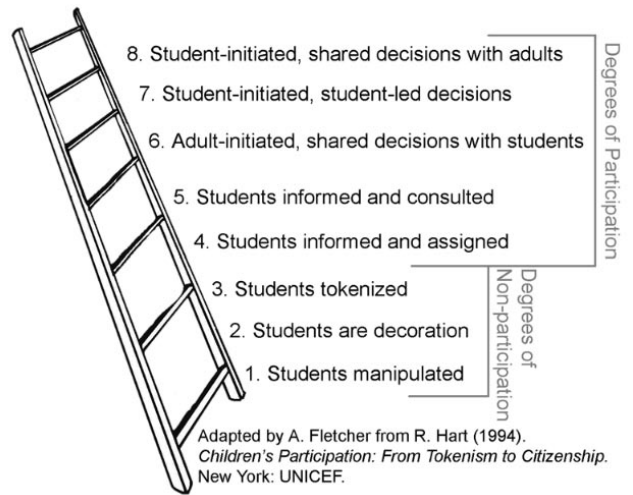 8. Student-initiated, shared decisions with adults
7. Student-initiated, student-led decisions
6. Adult-initiated, shared decisions with students
5. Students informed and consulted
4. Students informed and assigned
3. Students tokenized
2. Students are decoration
1. Students manipulated
Degrees of Participation
Degrees of
Non-participation
Adapted by A. Fletcher from R. Hart (1994).
Children's Participation: From Tokenism to Citizenship.
New York: UNICEF.